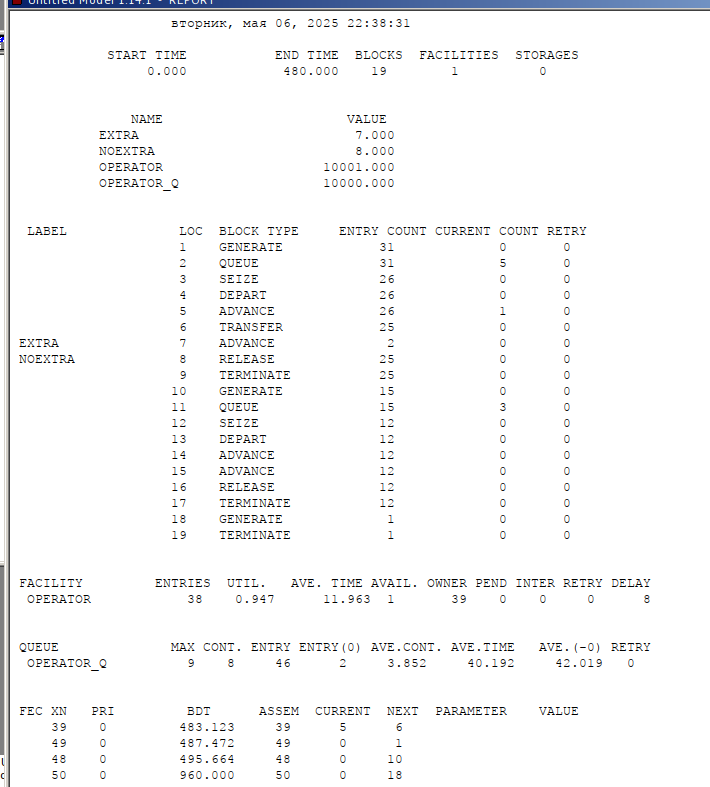 Untitled Model 1.14.1 - REPORT
вторник, мая 06, 2025 22:38:31
START TIME END TIME BLOCKS FACILITIES STORAGES
0.000 480.000 19 1 0
NAME VALUE
EXTRA 7.000
NOEXTRA 8.000
OPERATOR 10001.000
OPERATOR_Q 10000.000
LABEL LOC BLOCK TYPE ENTRY COUNT CURRENT COUNT RETRY
1 GENERATE 31 0 0
2 QUEUE 31 5 0
3 SEIZE 26 0 0
4 DEPART 26 0 0
5 ADVANCE 26 1 0
6 TRANSFER 25 0 0
EXTRA 7 ADVANCE 2 0 0
NOEXTRA 8 RELEASE 25 0 0
9 TERMINATE 25 0 0
10 GENERATE 15 0 0
11 QUEUE 15 3 0
12 SEIZE 12 0 0
13 DEPART 12 0 0
14 ADVANCE 12 0 0
15 ADVANCE 12 0 0
16 RELEASE 12 0 0
17 TERMINATE 12 0 0
18 GENERATE 1 0 0
19 TERMINATE 1 0 0
FACILITY ENTRIES UTIL. AVE. TIME AVAIL. OWNER PEND INTER RETRY DELAY
OPERATOR 38 0.947 11.963 1 39 0 0 0 8
QUEUE MAX CONT. ENTRY ENTRY(0) AVE.CONT. AVE.TIME AVE.(-0) RETRY
OPERATOR_Q 9 8 46 2 3.852 40.192 42.019 0
FEC XN PRI BDT ASSEM CURRENT NEXT PARAMETER VALUE
39 0 483.123 39 5 6
49 0 487.472 49 0 1
48 0 495.664 48 0 10
50 0 960.000 50 0 18